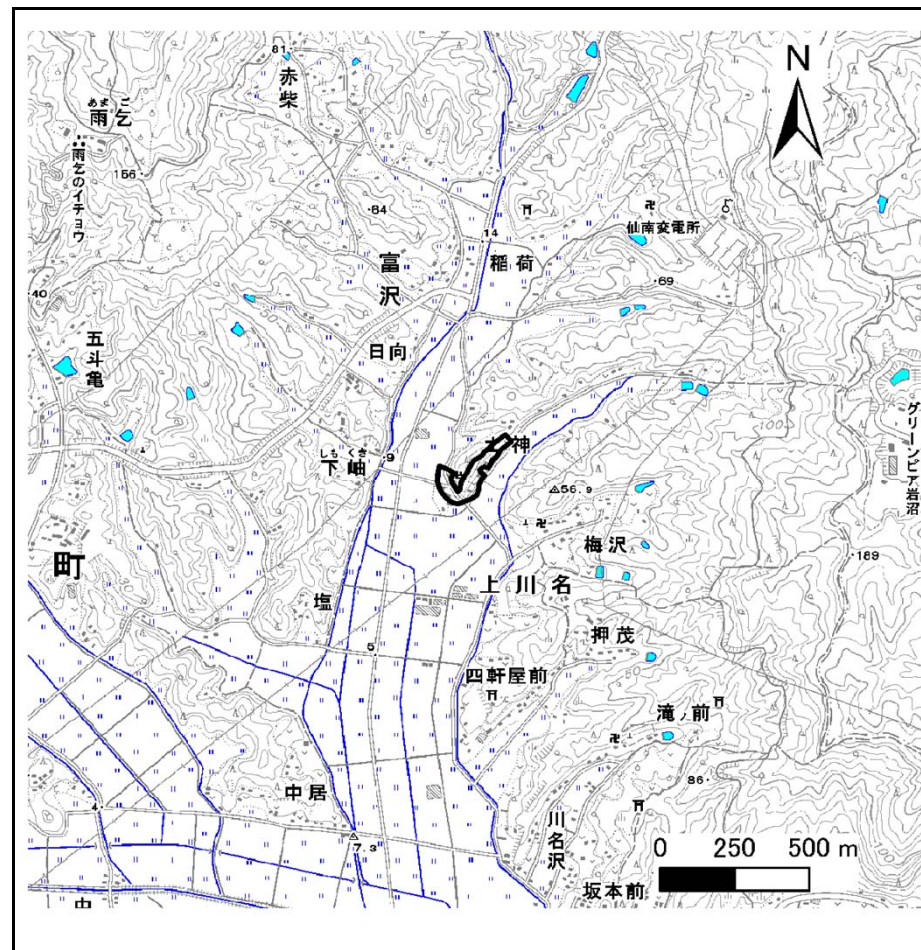 81
赤柴
N
あま ご
雨乞
雨乞のイチョウ
156
64
仙南変電所
14
稲荷
富沢
69
40
日向
五斗亀
100
グリーンピア岩沼
神
しも くき
下岫
9
56.9
梅沢
189
町
上川名
塩
押茂
5
四軒屋前
滝ノ前
86
中居
川名沢
4
7.3
0 250 500 m
坂本前